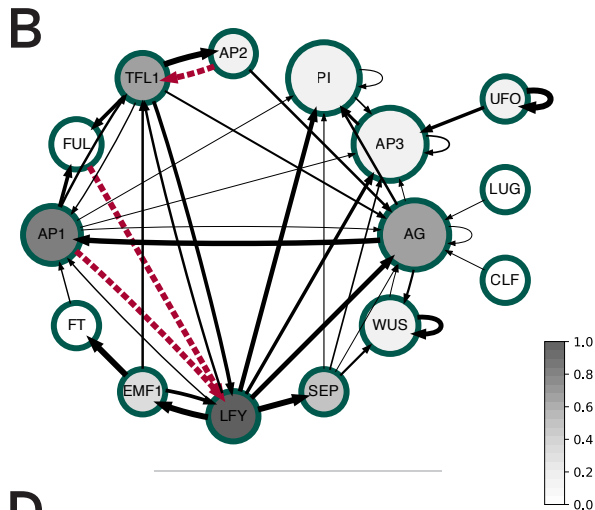 B
AP2
TFL1
PI
UFO
FUL
AP3
LUG
AP1
AG
CLF
FT
WUS
EMF1
SEP
LFY
1.0
0.8
0.6
0.4
0.2
0.0
D